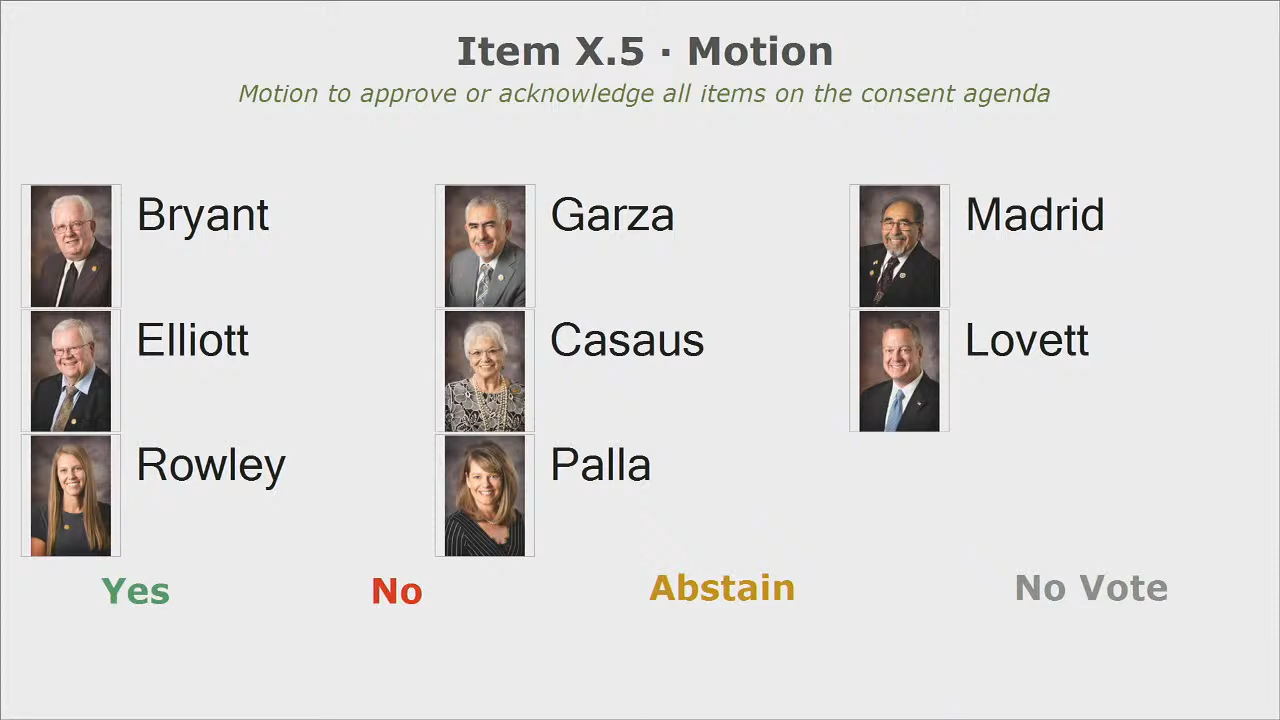 Item X.5 · Motion
Motion to approve or acknowledge all items on the consent agenda
Bryant
Garza
Madrid
Elliott
Casaus
Lovett
Rowley
Palla
Yes
No
Abstain
No Vote